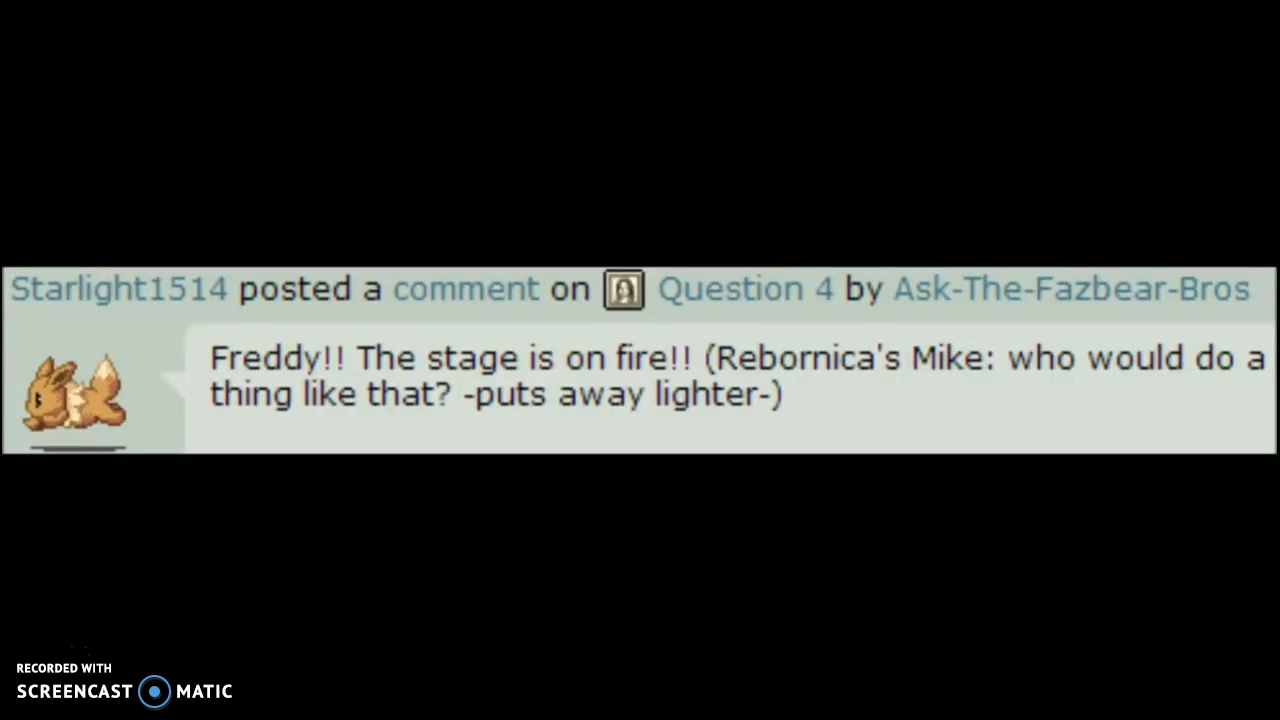 Starlight1514 posted a comment on Question 4 by Ask-The-Fazbear-Bros
Freddy!! The stage is on fire!! (Rebornica's Mike: who would do a
thing like that? -puts away lighter-)
RECORDED WITH
SCREENCAST MATIC